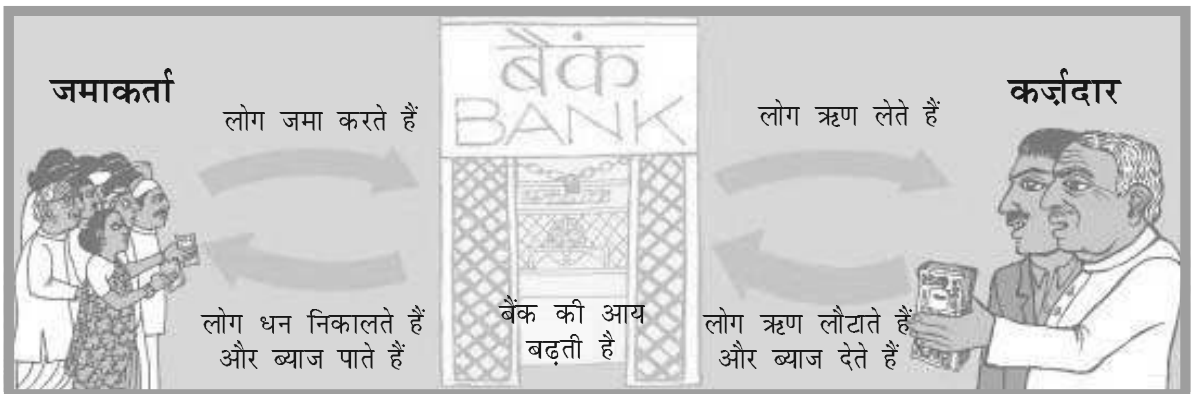 जमाकर्ता
लोग जमा करते हैं
लोग धन निकालते हैं
और ब्याज पाते हैं
बैंक
BANK
बैंक की आय
बढ़ती है
कर्ज़दार
लोग ऋण लेते हैं
लोग ऋण लौटाते हैं
और ब्याज देते हैं